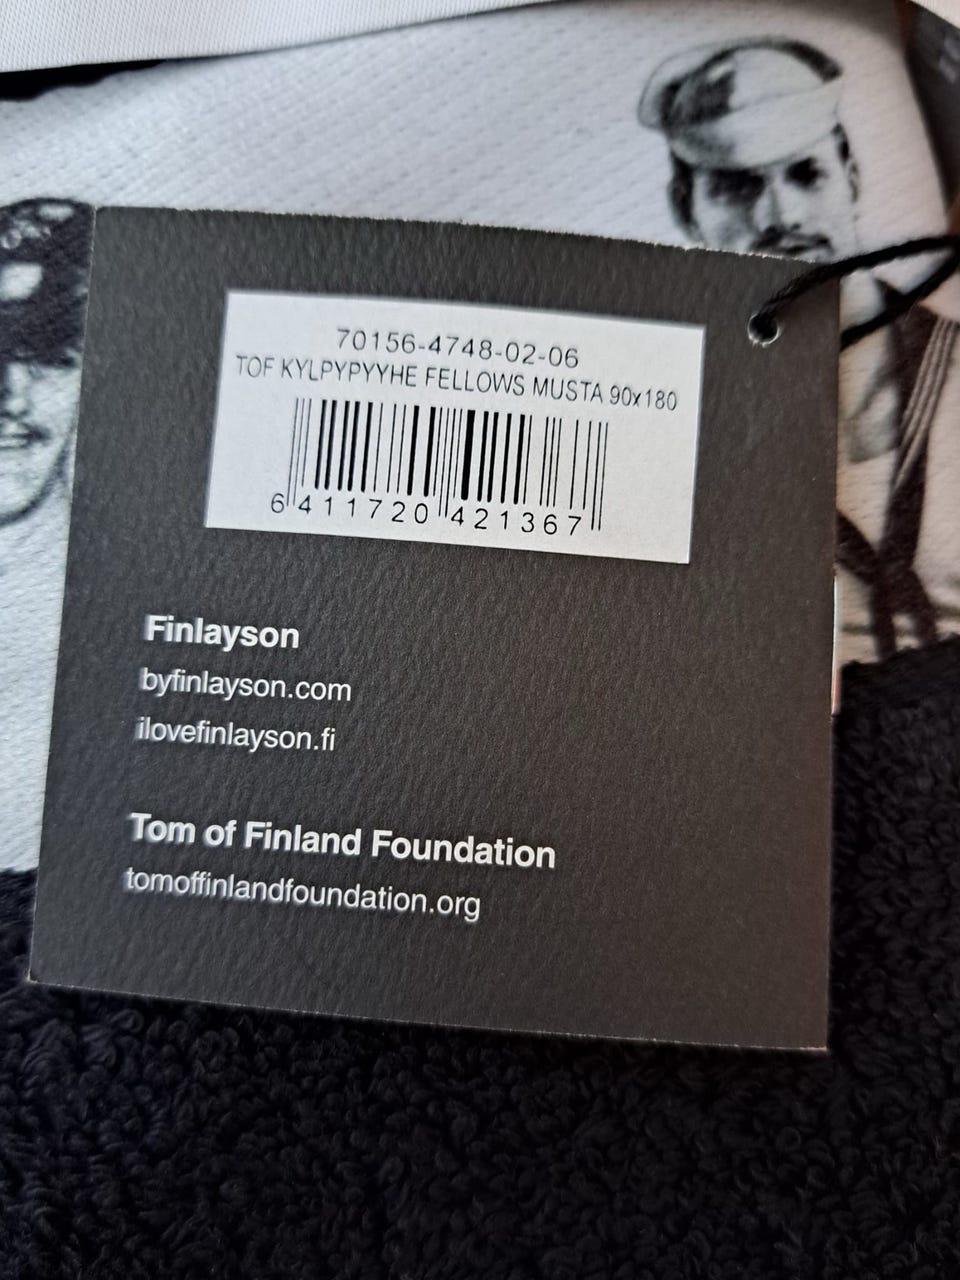 70156-4748-02-06
TOF KYLPYPYYHE FELLOWS MUSTA 90x180
6 411720 421367
Finlayson
byfinlayson.com
ilovefinlayson.fi
Tom of Finland Foundation
tomoffinlandfoundation.org